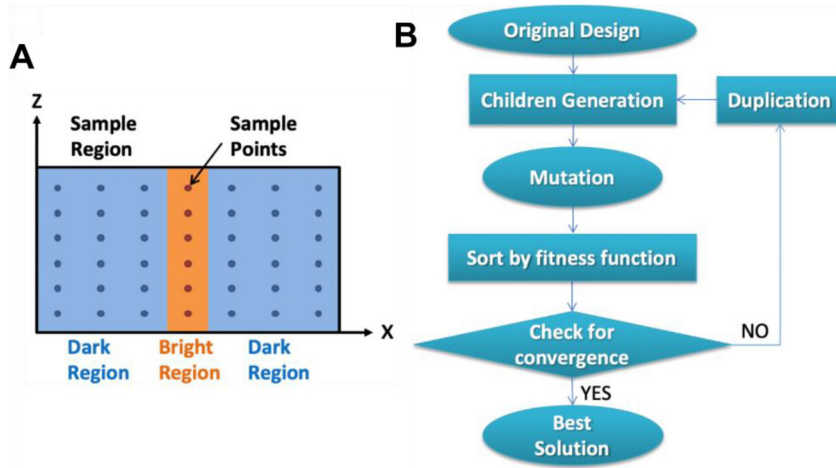 A
Z
Sample
Region
Sample
Points
X
Dark
Region
Bright
Region
Dark
Region
B
Original Design
Children Generation
Duplication
Mutation
Sort by fitness function
Check for
convergence
NO
YES
Best
Solution